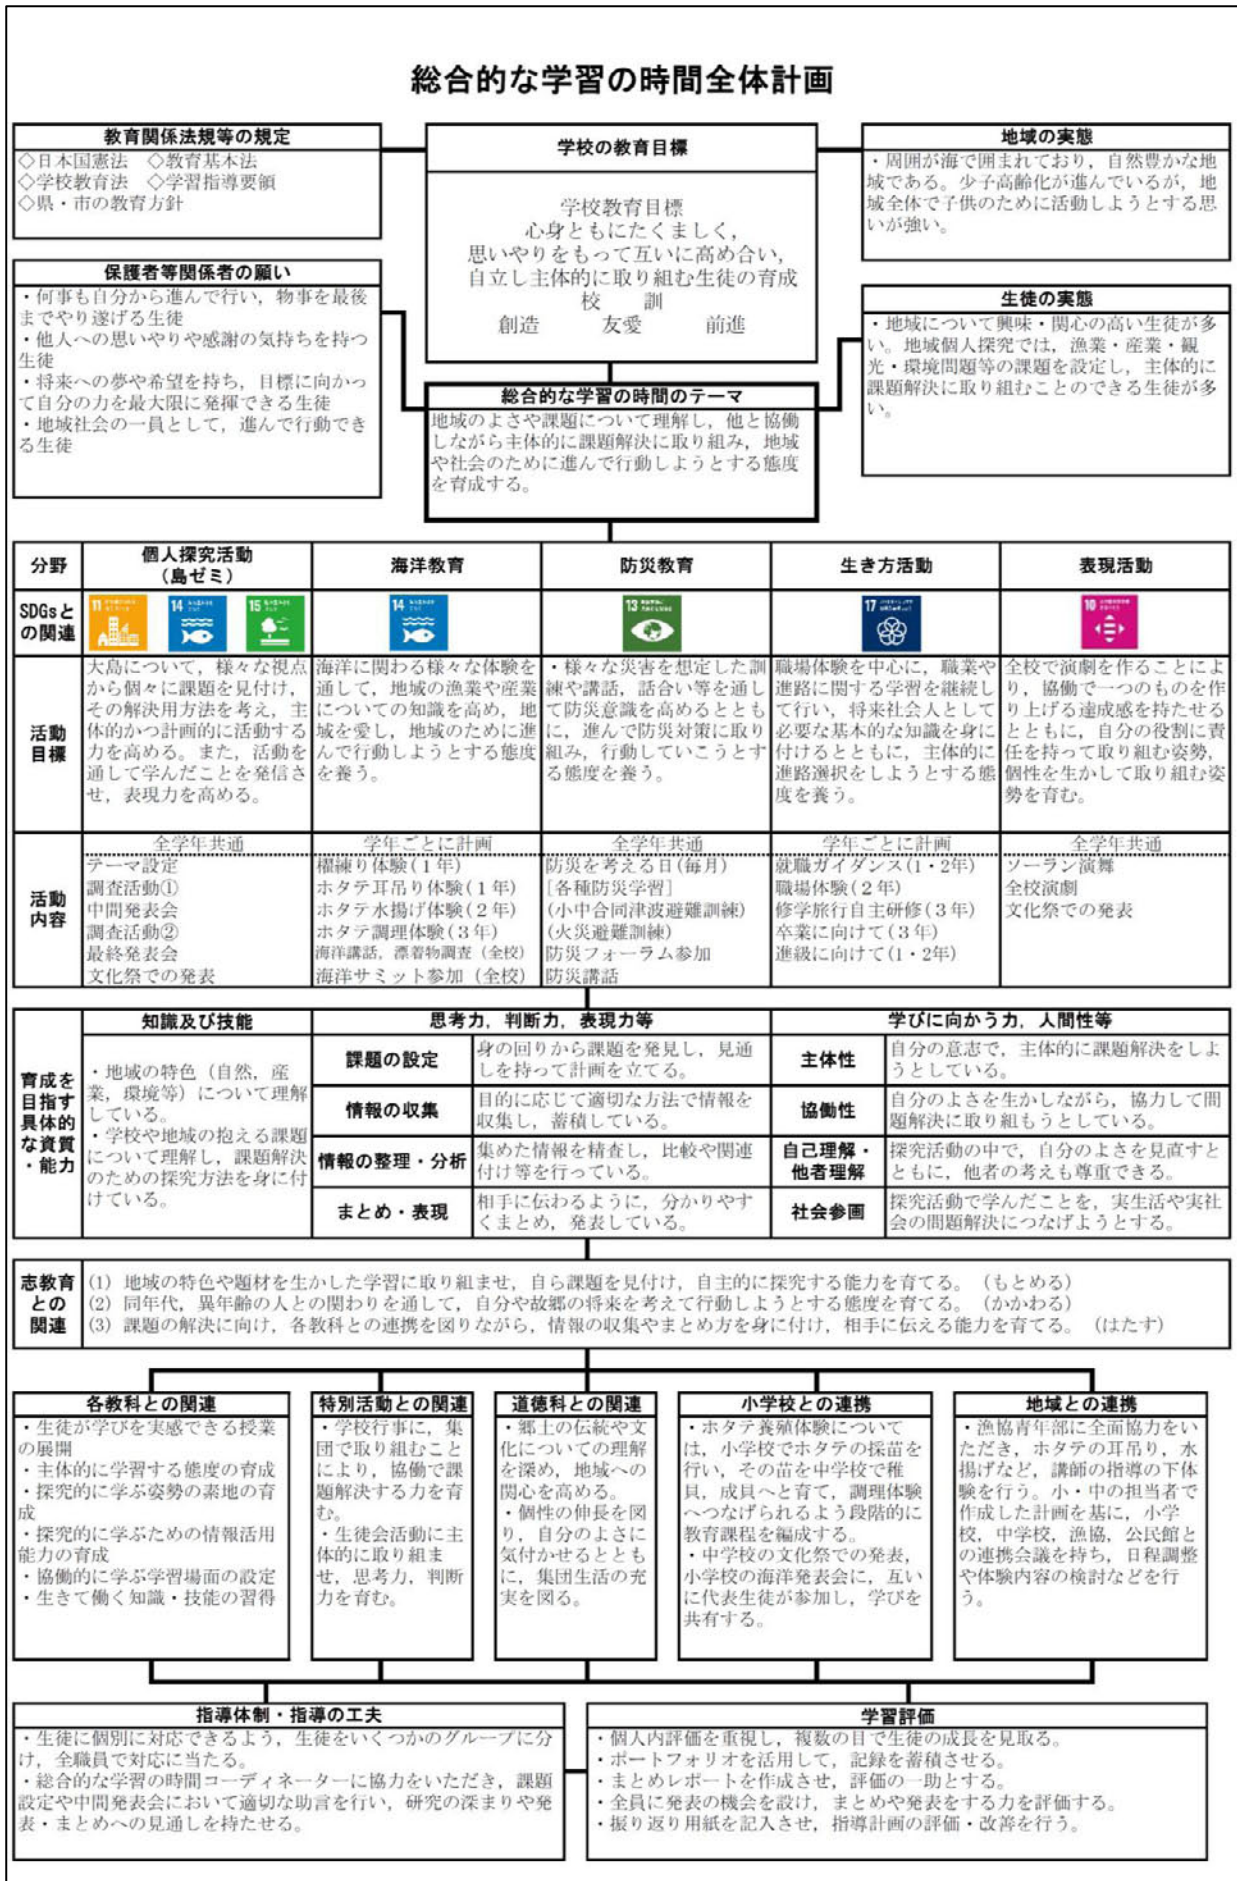 総合的な学習の時間全体計画
教育関係法規等の規定
◇日本国憲法 ◇教育基本法
◇学校教育法 ◇学習指導要領
◇県・市の教育方針
学校の教育目標
学校教育目標
心身ともにたくましく,
思いやりをもって互いに高め合い,
自立し主体的に取り組む生徒の育成
校 訓
創造 友愛 前進
地域の実態
・周囲が海で囲まれており,自然豊かな地
域である。少子高齢化が進んでいるが,地
域全体で子供のために活動しようとする思
いが強い。
保護者等関係者の願い
・何事も自分から進んで行い,物事を最後
までやり遂げる生徒
・他人への思いやりや感謝の気持ちを持つ
生徒
・将来への夢や希望を持ち,目標に向かっ
て自分の力を最大限に発揮できる生徒
・地域社会の一員として,進んで行動でき
る生徒
生徒の実態
・地域について興味・関心の高い生徒が多
い。地域個人探究では,漁業・産業・観
光・環境問題等の課題を設定し,主体的に
課題解決に取り組むことのできる生徒が多
い。
総合的な学習の時間のテーマ
地域のよさや課題について理解し,他と協働
しながら主体的に課題解決に取り組み,地域
や社会のために進んで行動しようとする態度
を育成する。
分野
個人探究活動
(島ゼミ)
海洋教育
防災教育
生き方活動
表現活動
SDGsと
の関連
11
14
15
14
13
17
10
活動
目標
大島について,様々な視点
から個々に課題を見付け,
その解決用方法を考え,主
体的かつ計画的に活動する
力を高める。また,活動を
通して学んだことを発信さ
せ,表現力を高める。
海洋に関わる様々な体験を
通して,地域の漁業や産業
についての知識を高め,地
域を愛し,地域のために進
んで行動しようとする態度
を養う。
・様々な災害を想定した訓
練や講話,話合い等を通し
て防災意識を高めるととも
に,進んで防災対策に取り
組み,行動していこうとす
る態度を養う。
職場体験を中心に,職業や
進路に関する学習を継続し
て行い,将来社会人として
必要な基本的な知識を身に
付けるとともに,主体的に
進路選択をしようとする態
度を養う。
全校で演劇を作ることによ
り,協働で一つのものを作
り上げる達成感を持たせる
とともに,自分の役割に責
任を持って取り組む姿勢,
個性を生かして取り組む姿
勢を育む。
活動
内容
全学年共通
テーマ設定
調査活動①
中間発表会
調査活動②
最終発表会
文化祭での発表
学年ごとに計画
櫂練り体験(1年)
ホタテ耳吊り体験(1年)
ホタテ水揚げ体験(2年)
ホタテ調理体験(3年)
海洋講話,漂着物調査(全校)
海洋サミット参加(全校)
全学年共通
防災を考える日(毎月)
[各種防災学習]
(小中合同津波避難訓練)
(火災避難訓練)
防災フォーラム参加
防災講話
学年ごとに計画
就職ガイダンス(1・2年)
職場体験(2年)
修学旅行自主研修(3年)
卒業に向けて(3年)
進級に向けて(1・2年)
全学年共通
ソーラン演舞
全校演劇
文化祭での発表
育成を
目指す
具体的
な資質
・能力
知識及び技能
・地域の特色(自然,産
業,環境等)について理解
している。
・学校や地域の抱える課題
について理解し,課題解決
のための探究方法を身に付
けている。
思考力,判断力,表現力等
課題の設定
身の回りから課題を発見し,見通
しを持って計画を立てる。
情報の収集
目的に応じて適切な方法で情報を
収集し,蓄積している。
情報の整理・分析
集めた情報を精査し,比較や関連
付け等を行っている。
まとめ・表現
相手に伝わるように,分かりやす
くまとめ,発表している。
学びに向かう力,人間性等
主体性
自分の意志で,主体的に課題解決をしよ
うとしている。
協働性
自分のよさを生かしながら,協力して問
題解決に取り組もうとしている。
自己理解・
他者理解
探究活動の中で,自分のよさを見直すと
ともに,他者の考えも尊重できる。
社会参画
探究活動で学んだことを,実生活や実社
会の問題解決につなげようとする。
志教育
との
関連
(1) 地域の特色や題材を生かした学習に取り組ませ,自ら課題を見付け,自主的に探究する能力を育てる。(もとめる)
(2) 同年代,異年齢の人との関わりを通して,自分や故郷の将来を考えて行動しようとする態度を育てる。(かかわる)
(3) 課題の解決に向け,各教科との連携を図りながら,情報の収集やまとめ方を身に付け,相手に伝える能力を育てる。(はたす)
各教科との関連
・生徒が学びを実感できる授業
の展開
・主体的に学習する態度の育成
・探究的に学ぶ姿勢の素地の育
成
・探究的に学ぶための情報活用
能力の育成
・協働的に学ぶ学習場面の設定
・生きて働く知識・技能の習得
特別活動との関連
・学校行事に,集
団で取り組むこと
により,協働で課
題解決する力を育
む。
・生徒会活動に主
体的に取り組ま
せ,思考力,判断
力を育む。
道徳科との関連
・郷土の伝統や文
化についての理解
を深め,地域への
関心を高める。
・個性の伸長を図
り,自分のよさに
気付かせるととも
に,集団生活の充
実を図る。
小学校との連携
・ホタテ養殖体験について
は,小学校でホタテの採苗を
行い,その苗を中学校で稚
貝,成貝へと育て,調理体験
へつなげられるよう段階的に
教育課程を編成する。
・中学校の文化祭での発表,
小学校の海洋発表会に,互い
に代表生徒が参加し,学びを
共有する。
地域との連携
・漁協青年部に全面協力をい
ただき,ホタテの耳吊り,水
揚げなど,講師の指導の下体
験を行う。小・中の担当者で
作成した計画を基に,小学
校,中学校,漁協,公民館と
の連携会議を持ち,日程調整
や体験内容の検討などを行
う。
指導体制・指導の工夫
・生徒に個別に対応できるよう,生徒をいくつかのグループに分
け,全職員で対応に当たる。
・総合的な学習の時間コーディネーターに協力をいただき,課題
設定や中間発表会において適切な助言を行い,研究の深まりや発
表・まとめへの見通しを持たせる。
学習評価
・個人内評価を重視し,複数の目で生徒の成長を見取る。
・ポートフォリオを活用して,記録を蓄積させる。
・まとめレポートを作成させ,評価の一助とする。
・全員に発表の機会を設け,まとめや発表をする力を評価する。
・振り返り用紙を記入させ,指導計画の評価・改善を行う。